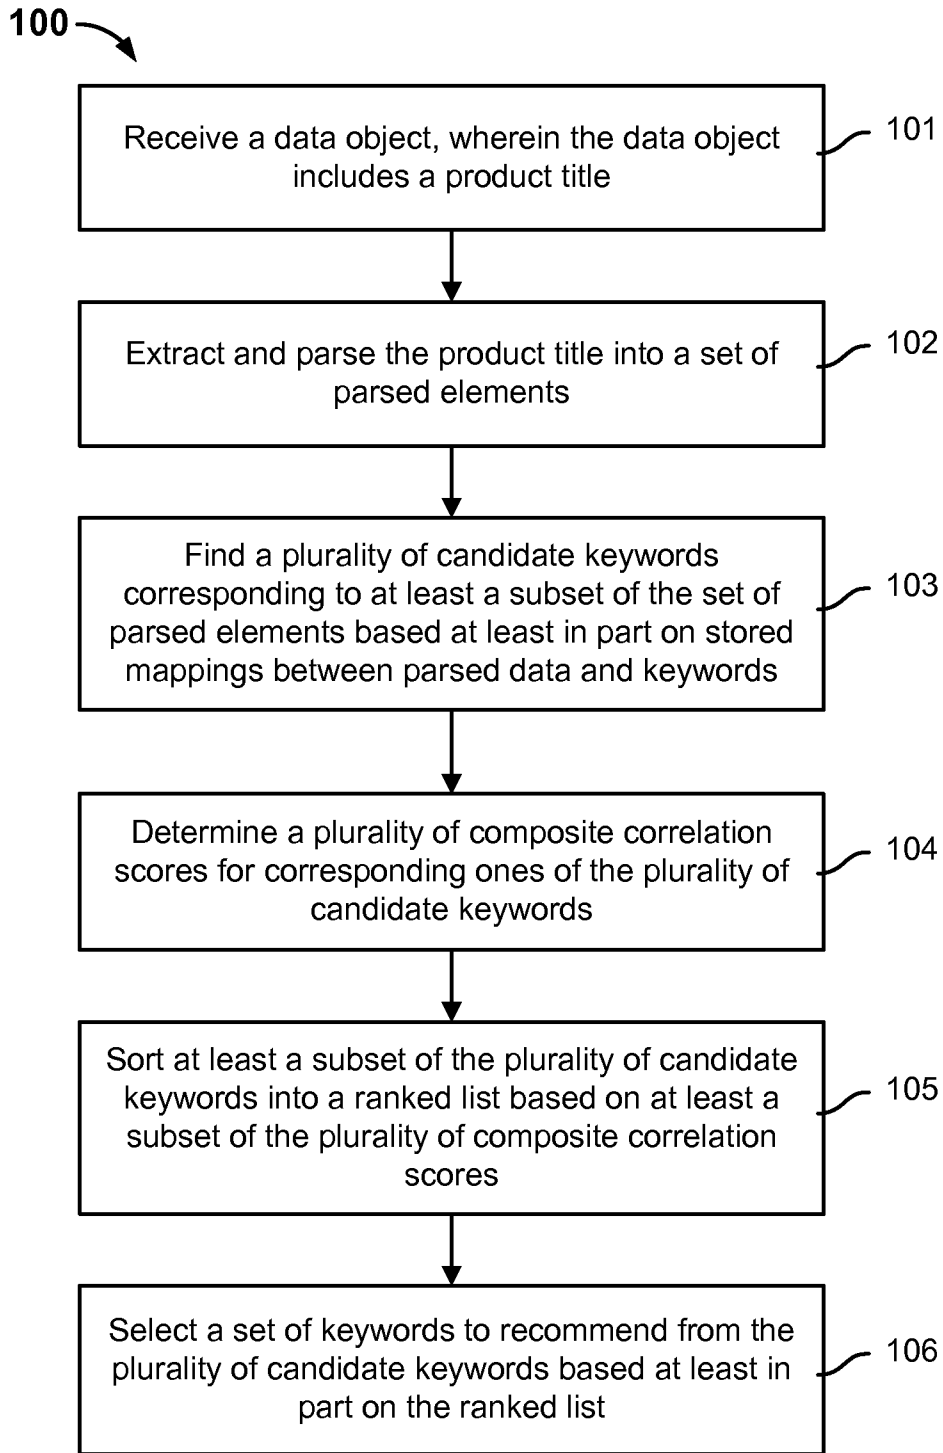 100
Receive a data object, wherein the data object
includes a product title
101
Extract and parse the product title into a set of
parsed elements
102
Find a plurality of candidate keywords
corresponding to at least a subset of the set of
parsed elements based at least in part on stored
mappings between parsed data and keywords
103
Determine a plurality of composite correlation
scores for corresponding ones of the plurality of
candidate keywords
104
Sort at least a subset of the plurality of candidate
keywords into a ranked list based on at least a
subset of the plurality of composite correlation
scores
105
Select a set of keywords to recommend from the
plurality of candidate keywords based at least in
part on the ranked list
106